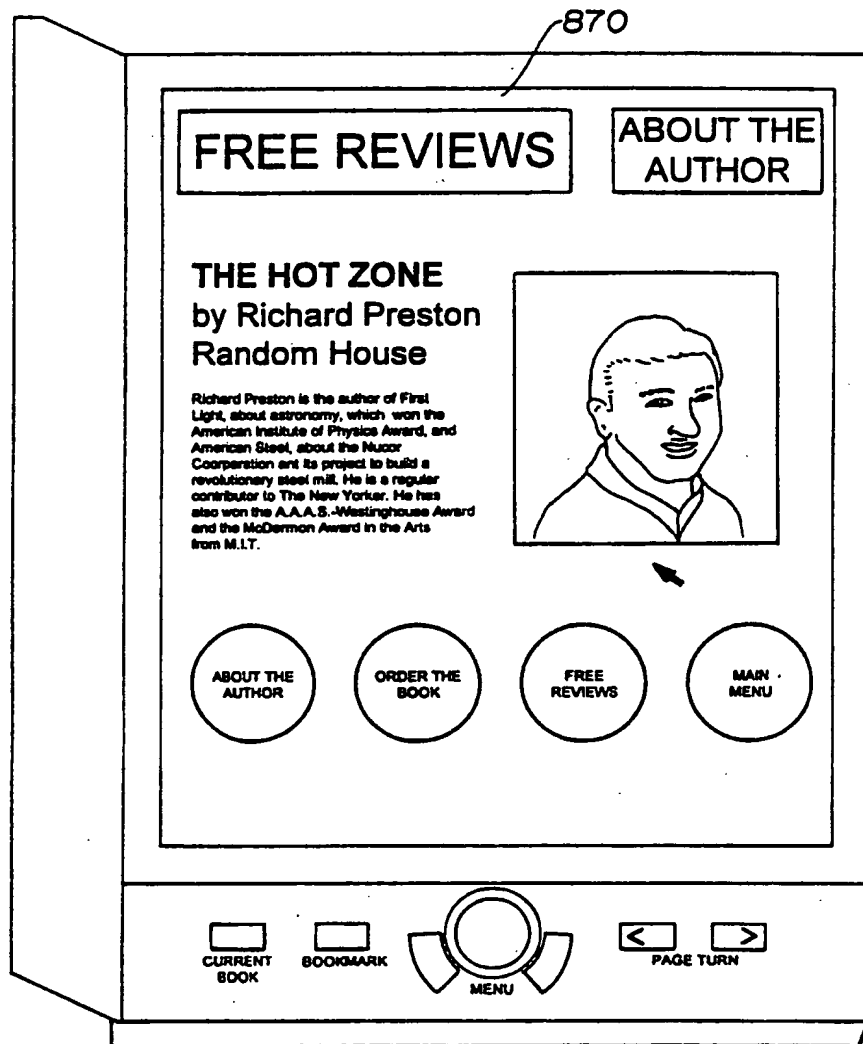 870
FREE REVIEWS
ABOUT THE
AUTHOR
THE HOT ZONE
by Richard Preston
Random House
Richard Preston is the author of First
Light, about astronomy, which won the
American Institute of Physics Award, and
American Steel, about the Nucor
Coorperation ant its project to build a
revolutionary steel mill. He is a regular
contributor to The New Yorker. He has
also won the A.A.A.S.-Westinghouse Award
and the McDermon Award in the Arts
from M.I.T.
ABOUT THE
AUTHOR
ORDER THE
BOOK
FREE
REVIEWS
MAIN
MENU
CURRENT
BOOK
BOOKMARK
MENU
< >
PAGE TURN